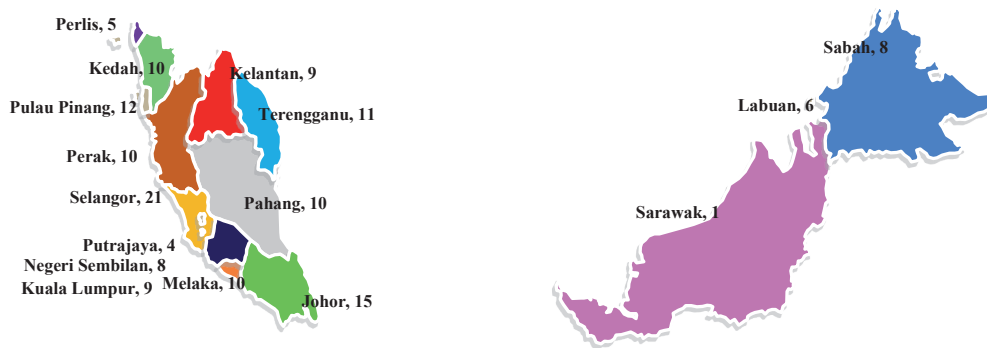 Perlis, 5
Kedah, 10
Kelantan, 9
Pulau Pinang, 12
Terengganu, 11
Perak, 10
Selangor, 21
Pahang, 10
Putrajaya, 4
Negeri Sembilan, 8
Kuala Lumpur, 9
Melaka, 10
Johor, 15
Sabah, 8
Labuan, 6
Sarawak, 1